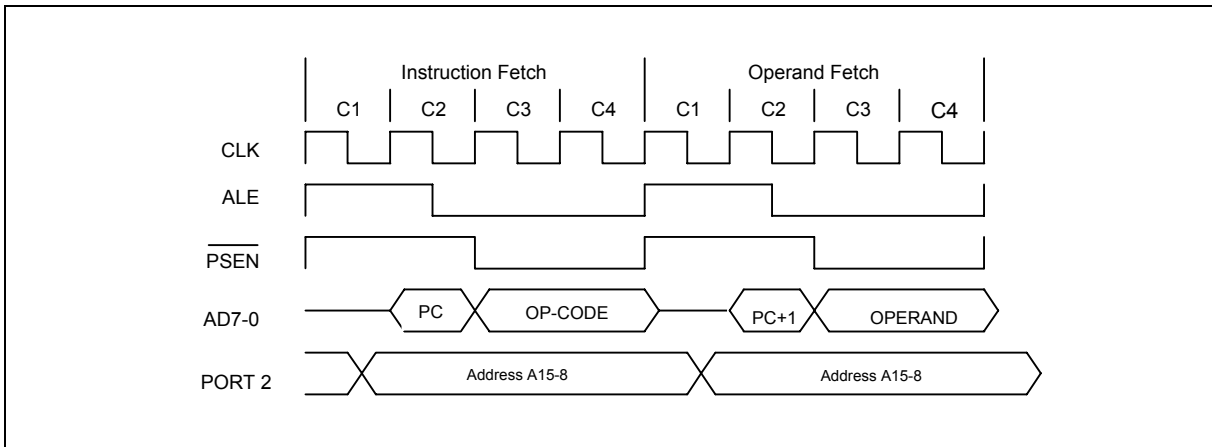 Instruction Fetch Operand Fetch
C1 C2 C3 C4 C1 C2 C3 C4
CLK
ALE
PSEN
AD7-0 PC OP-CODE PC+1 OPERAND
PORT 2 Address A15-8 Address A15-8